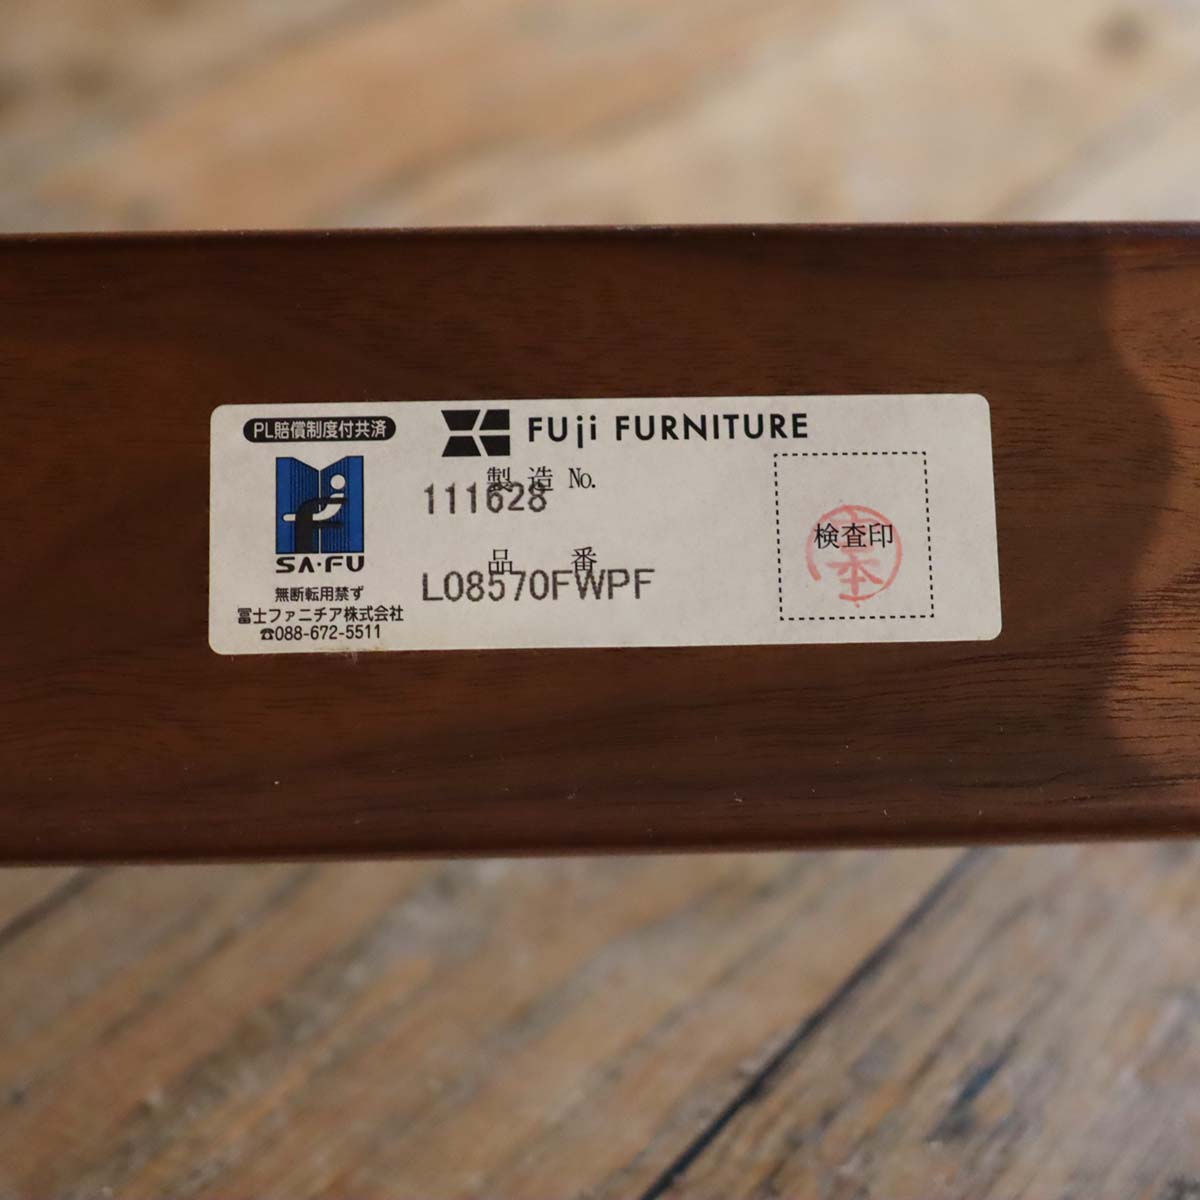 PL賠償制度付共済
SA・FU
無断転用禁ず
冨士ファニチア株式会社
☎088-672-5511
FUji FURNITURE
製造 No.
111628
品番
L08570FWPF
検査印